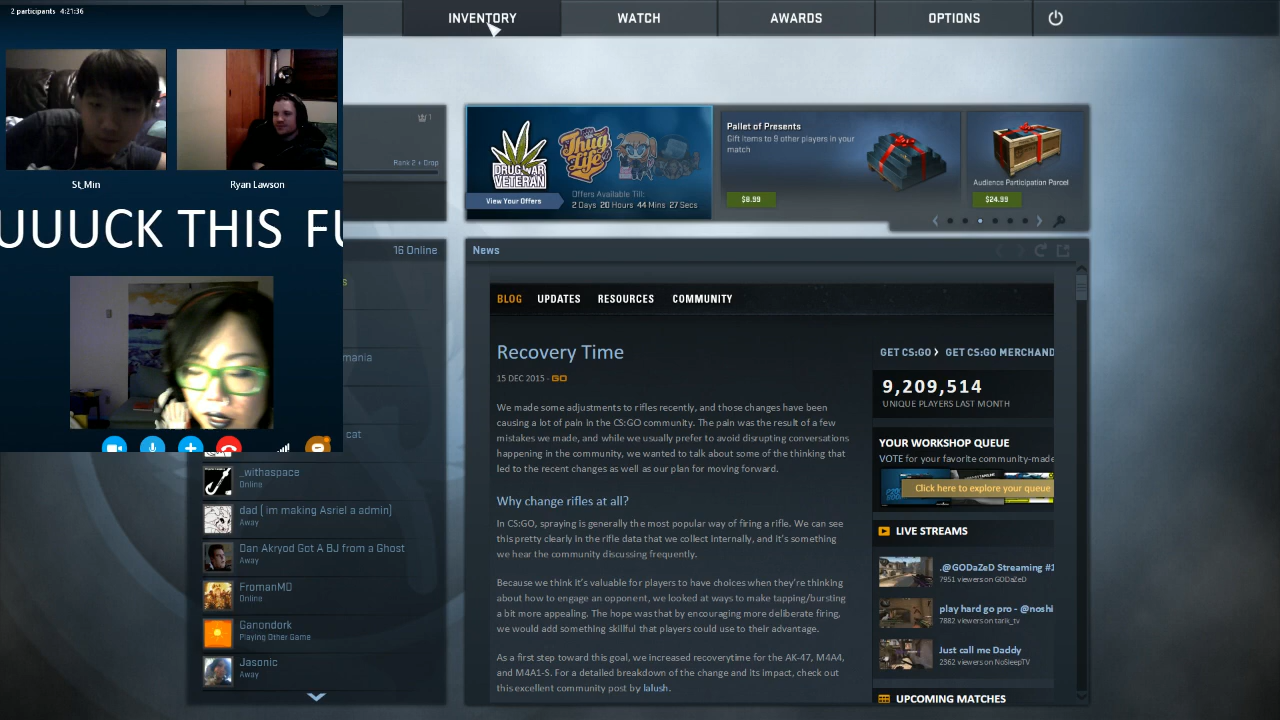 2 participants 4:21:36
St_Min
Ryan Lawson
UUUCK THIS FU
INVENTORY
WATCH
AWARDS
OPTIONS
1
Rank 2 + Drop
16 Online
s
mania
cat
_withaspace
Online
dad ( im making Asriel a admin)
Away
Dan Akryod Got A BJ from a Ghost
Away
FromanMD
Online
Ganondork
Playing Other Game
Jasonic
Away
DRUG WAR
VETERAN
Thug
Life
View Your Offers
Offers Available Till:
2 Days 20 Hours 44 Mins 27 Secs
Pallet of Presents
Gift items to 9 other players in your
match
$8.99
Audience Participation Parcel
$24.99
News
BLOG UPDATES RESOURCES COMMUNITY
Recovery Time
15 DEC 2015 - GO
We made some adjustments to rifles recently, and those changes have been
causing a lot of pain in the CS:GO community. The pain was the result of a few
mistakes we made, and while we usually prefer to avoid disrupting conversations
happening in the community, we wanted to talk about some of the thinking that
led to the recent changes as well as our plan for moving forward.
Why change rifles at all?
In CS:GO, spraying is generally the most popular way of firing a rifle. We can see
this pretty clearly in the rifle data that we collect internally, and it's something
we hear the community discussing frequently.
Because we think it's valuable for players to have choices when they're thinking
about how to engage an opponent, we looked at ways to make tapping/bursting
a bit more appealing. The hope was that by encouraging more deliberate firing,
we would add something skillful that players could use to their advantage.
As a first step toward this goal, we increased recoverytime for the AK-47, M4A4,
and M4A1-S. For a detailed breakdown of the change and its impact, check out
this excellent community post by lalush.
GET CS:GO GET CS:GO MERCHAND
9,209,514
UNIQUE PLAYERS LAST MONTH
YOUR WORKSHOP QUEUE
VOTE for your favorite community-made
Click here to explore your queue
LIVE STREAMS
.@GODaZeD Streaming #1
7951 viewers on GODaZeD
play hard go pro - @noshi
7882 viewers on tarik_tv
Just call me Daddy
2362 viewers on NoSleepTV
UPCOMING MATCHES